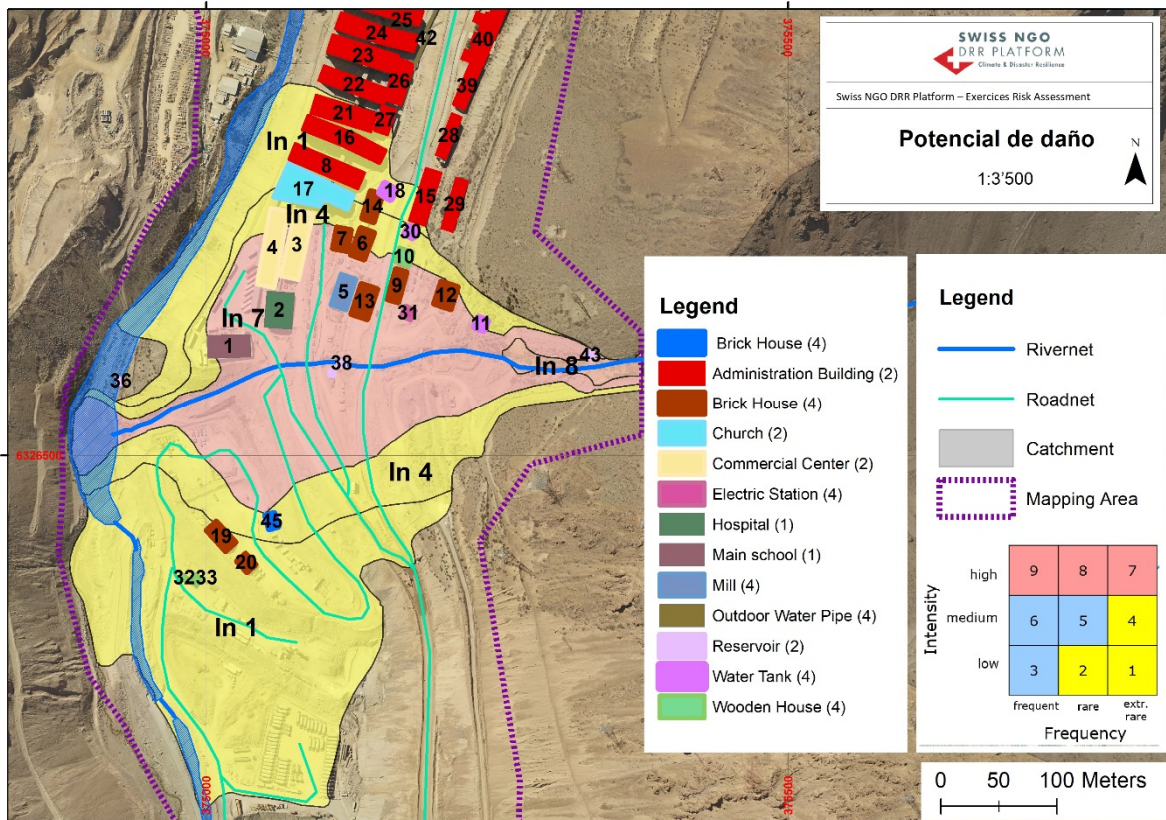 375000
375500
25
24
42
40
23
26
39
22
21
27
In 1
16
28
8
17
18
15
29
14
In 4
30
7
6
4
3
10
5
9
13
12
2
31
In 7
11
1
43
38
In 8
36
6326500
In 4
45
19
20
3233
In 1
375000
375500
SWISS NGO
DRR PLATFORM
Climate & Disaster Resilience
Swiss NGO DRR Platform – Exercices Risk Assessment
Potencial de daño
1:3'500
N
Legend
Brick House (4)
Administration Building (2)
Brick House (4)
Church (2)
Commercial Center (2)
Electric Station (4)
Hospital (1)
Main school (1)
Mill (4)
Outdoor Water Pipe (4)
Reservoir (2)
Water Tank (4)
Wooden House (4)
Legend
Rivernet
Roadnet
Catchment
Mapping Area
Intensity
high 9 8 7
medium 6 5 4
low 3 2 1
frequent rare extr. rare
Frequency
0 50 100 Meters